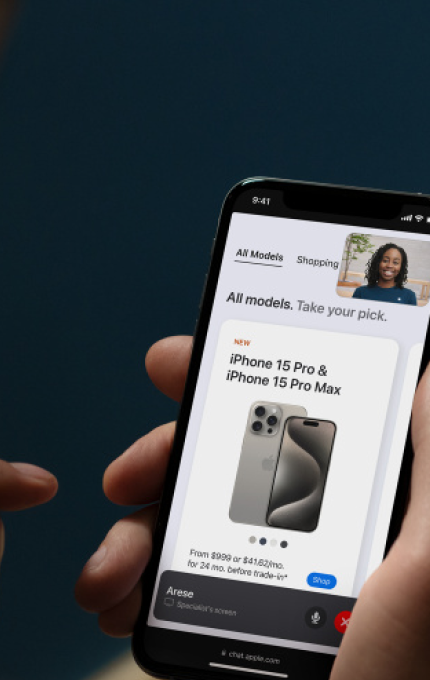 9:41
All Models Shopping
All models. Take your pick.
NEW
iPhone 15 Pro &
iPhone 15 Pro Max
From $999 or $41.62/mo.
for 24 mo. before trade-in*
Shop
Arese
Specialist's screen
chat.apple.com